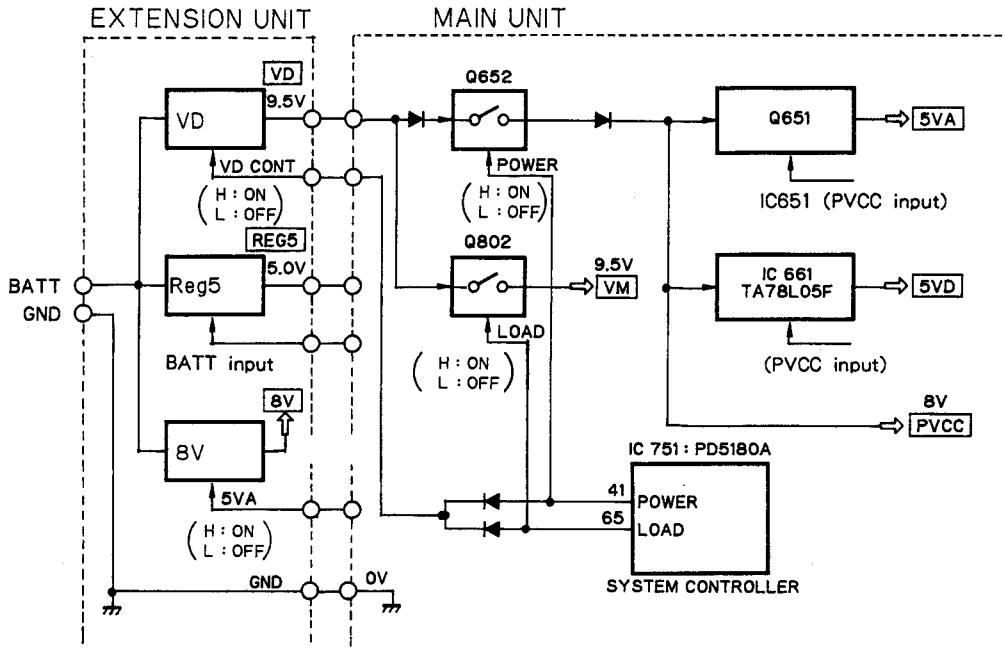 EXTENSION UNIT
MAIN UNIT
VD
9.5V
VD
VD CONT
(H : ON
L : OFF)
REG5
5.0V
Reg5
BATT
GND
BATT input
8V
8V
5VA
(H : ON
L : OFF)
GND
0V
Q652
POWER
(H : ON
L : OFF)
Q802
9.5V
VM
LOAD
(H : ON
L : OFF)
Q651
5VA
IC651 (PVCC input)
IC 661
TA78L05F
5VD
(PVCC input)
8V
PVCC
IC 751 : PD5180A
41
POWER
65
LOAD
SYSTEM CONTROLLER